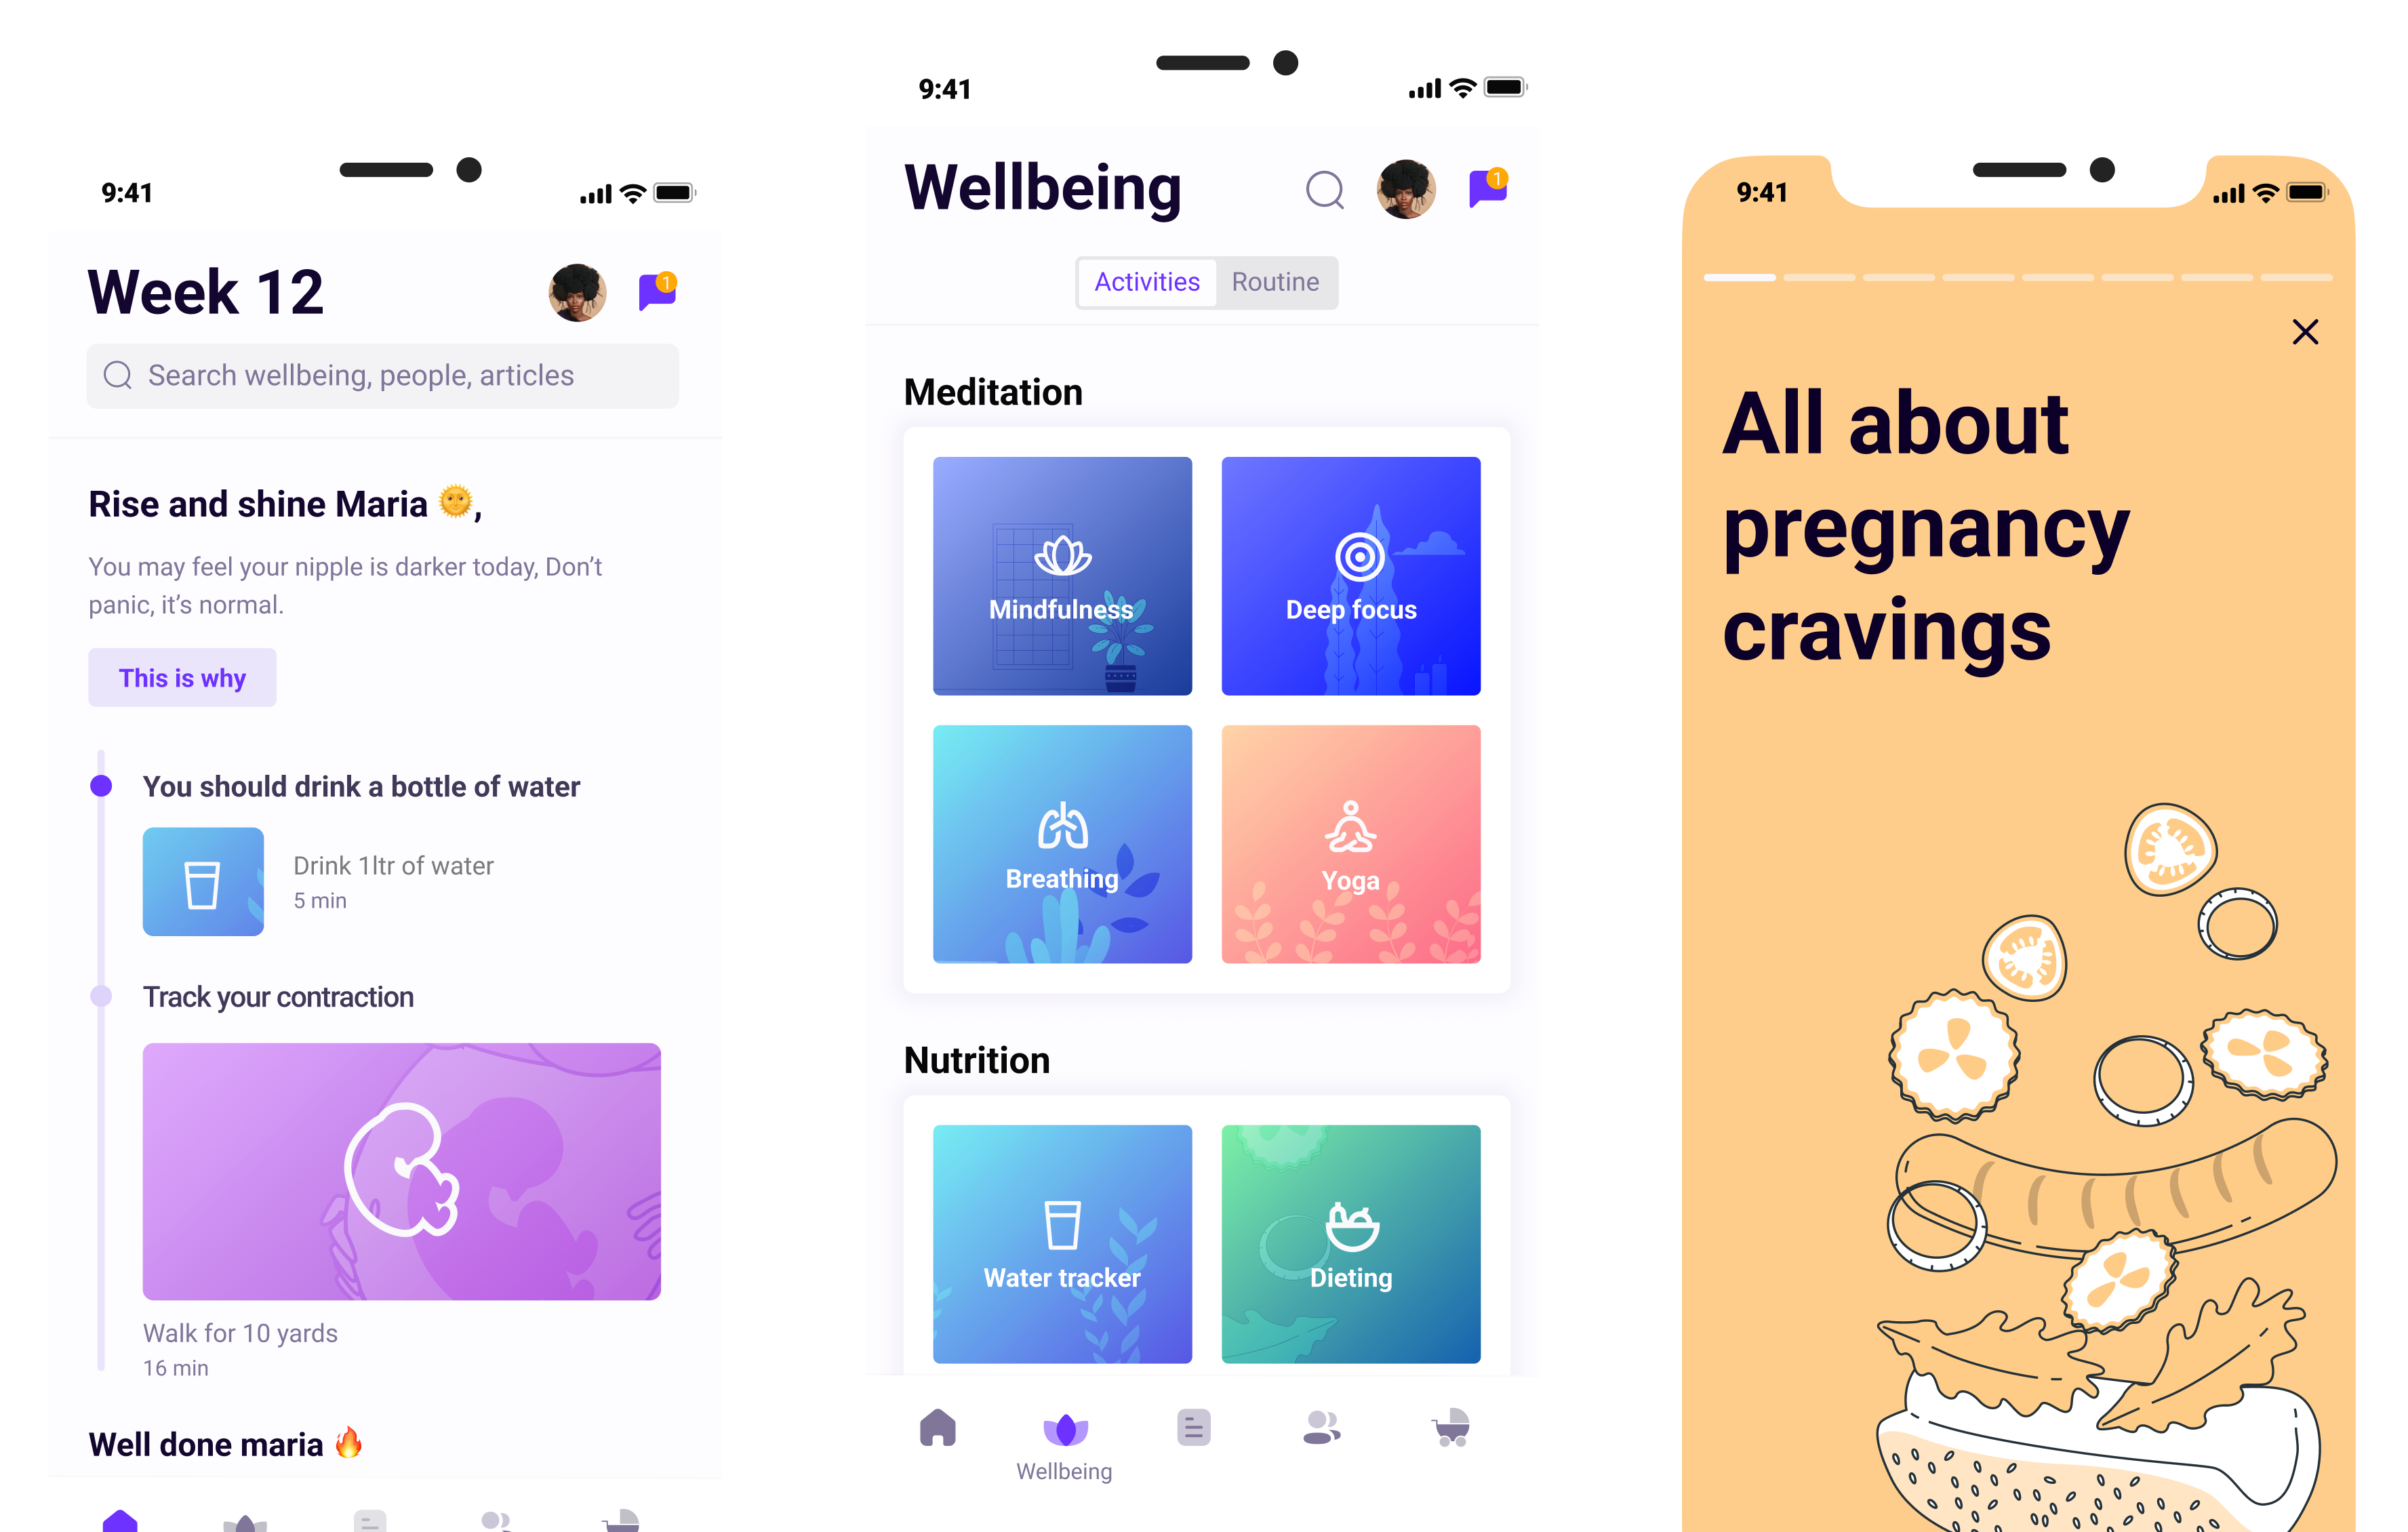 9:41
Week 12
1
Search wellbeing, people, articles
Rise and shine Maria 🌞,
You may feel your nipple is darker today, Don’t
panic, it’s normal.
This is why
You should drink a bottle of water
Drink 1ltr of water
5 min
Track your contraction
Walk for 10 yards
16 min
Well done maria 🔥
9:41
Wellbeing
1
Activities
Routine
Meditation
Mindfulness
Deep focus
Breathing
Yoga
Nutrition
Water tracker
Dieting
Wellbeing
9:41
All about
pregnancy
cravings